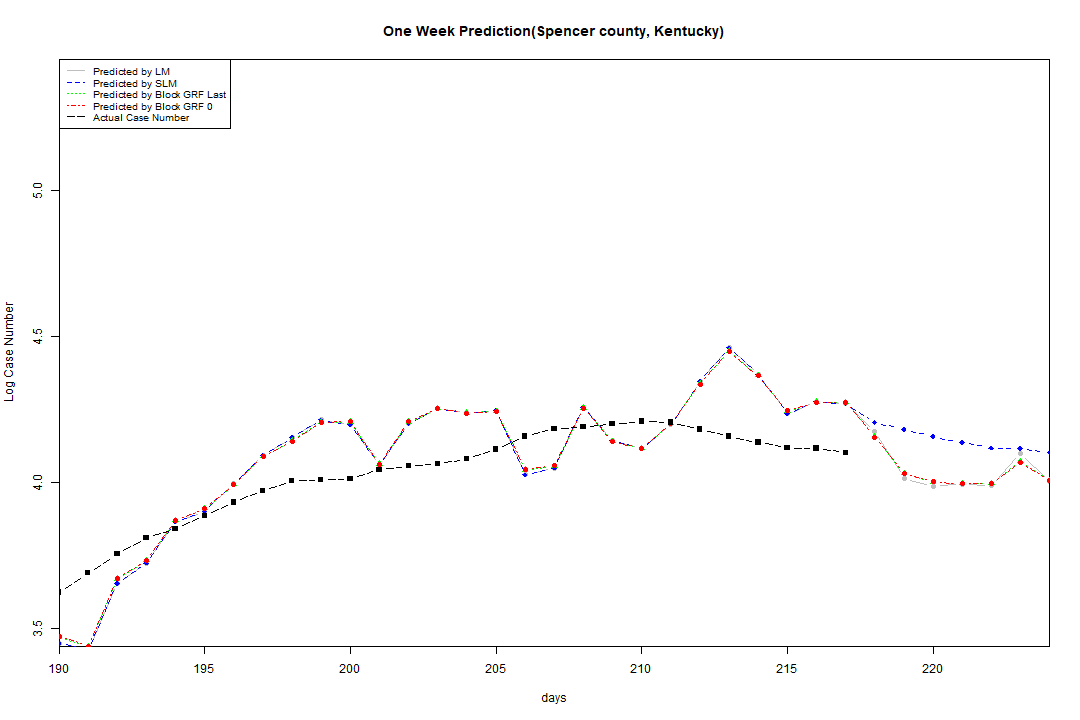 One Week Prediction(Spencer county, Kentucky)
Predicted by LM
Predicted by SLM
Predicted by Block GRF Last
Predicted by Block GRF 0
Actual Case Number
Log Case Number
5.0
4.5
4.0
3.5
190 195 200 205 210 215 220
days